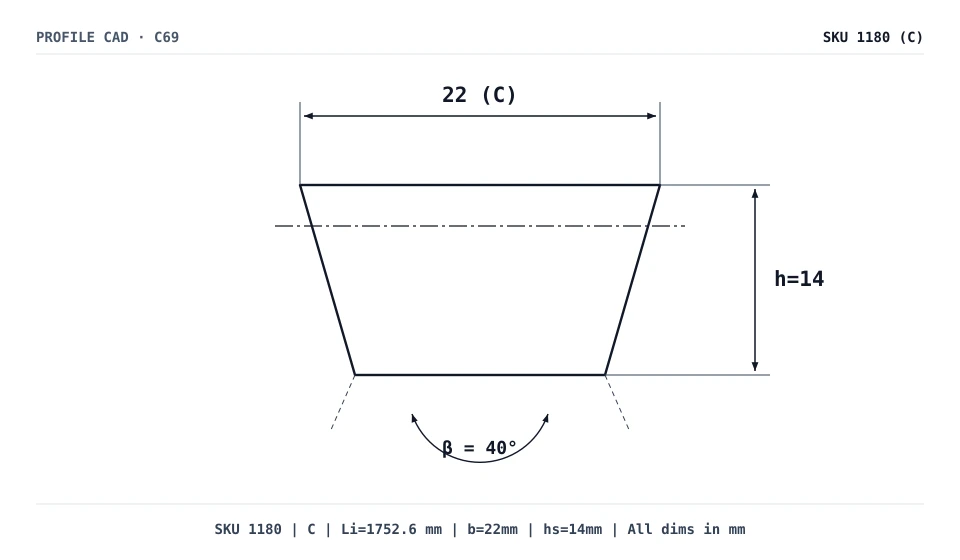 PROFILE CAD · C69
SKU 1180 (C)
22 (C)
h=14
β = 40°
SKU 1180 | C | Li=1752.6 mm | b=22mm | hs=14mm | All dims in mm